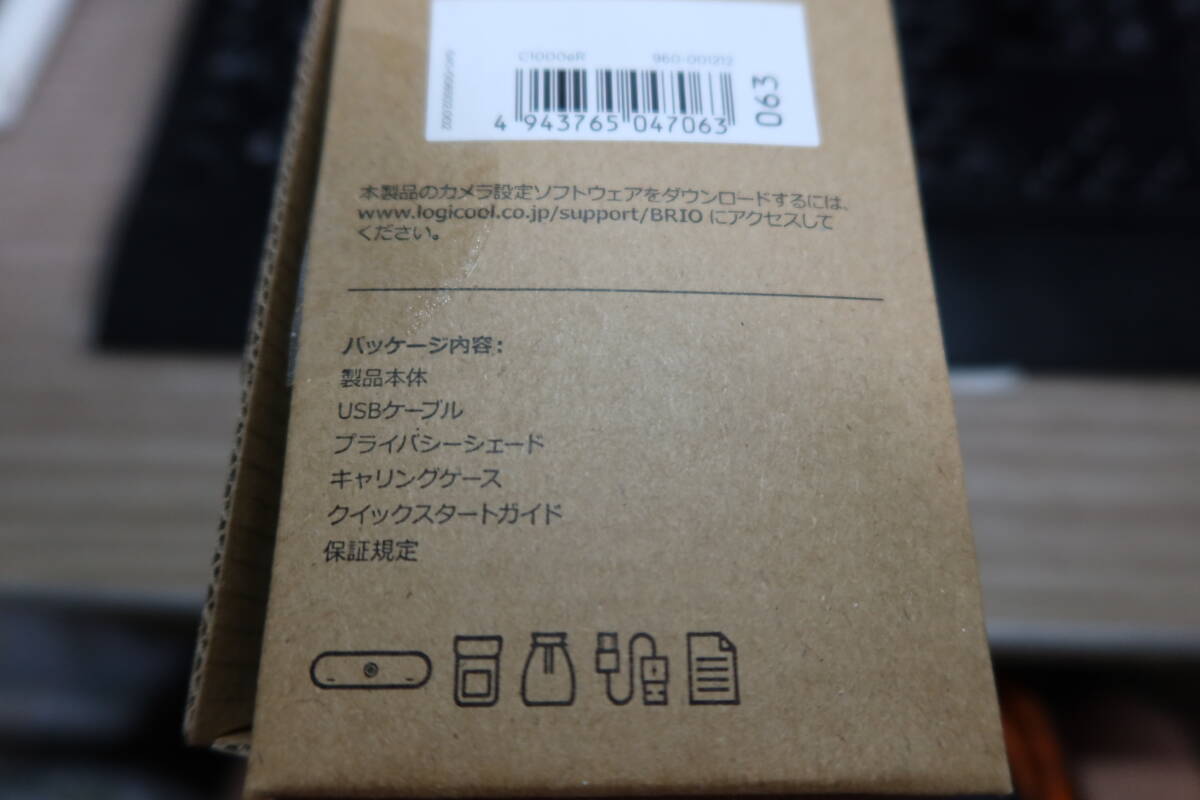 C1000eR 960-001212
4 943765 047063
063
本製品のカメラ設定ソフトウェアをダウンロードするには、
www.logicool.co.jp/support/BRIO にアクセスして
ください。
パッケージ内容:
製品本体
USBケーブル
プライバシーシェード
キャリングケース
クイックスタートガイド
保証規定